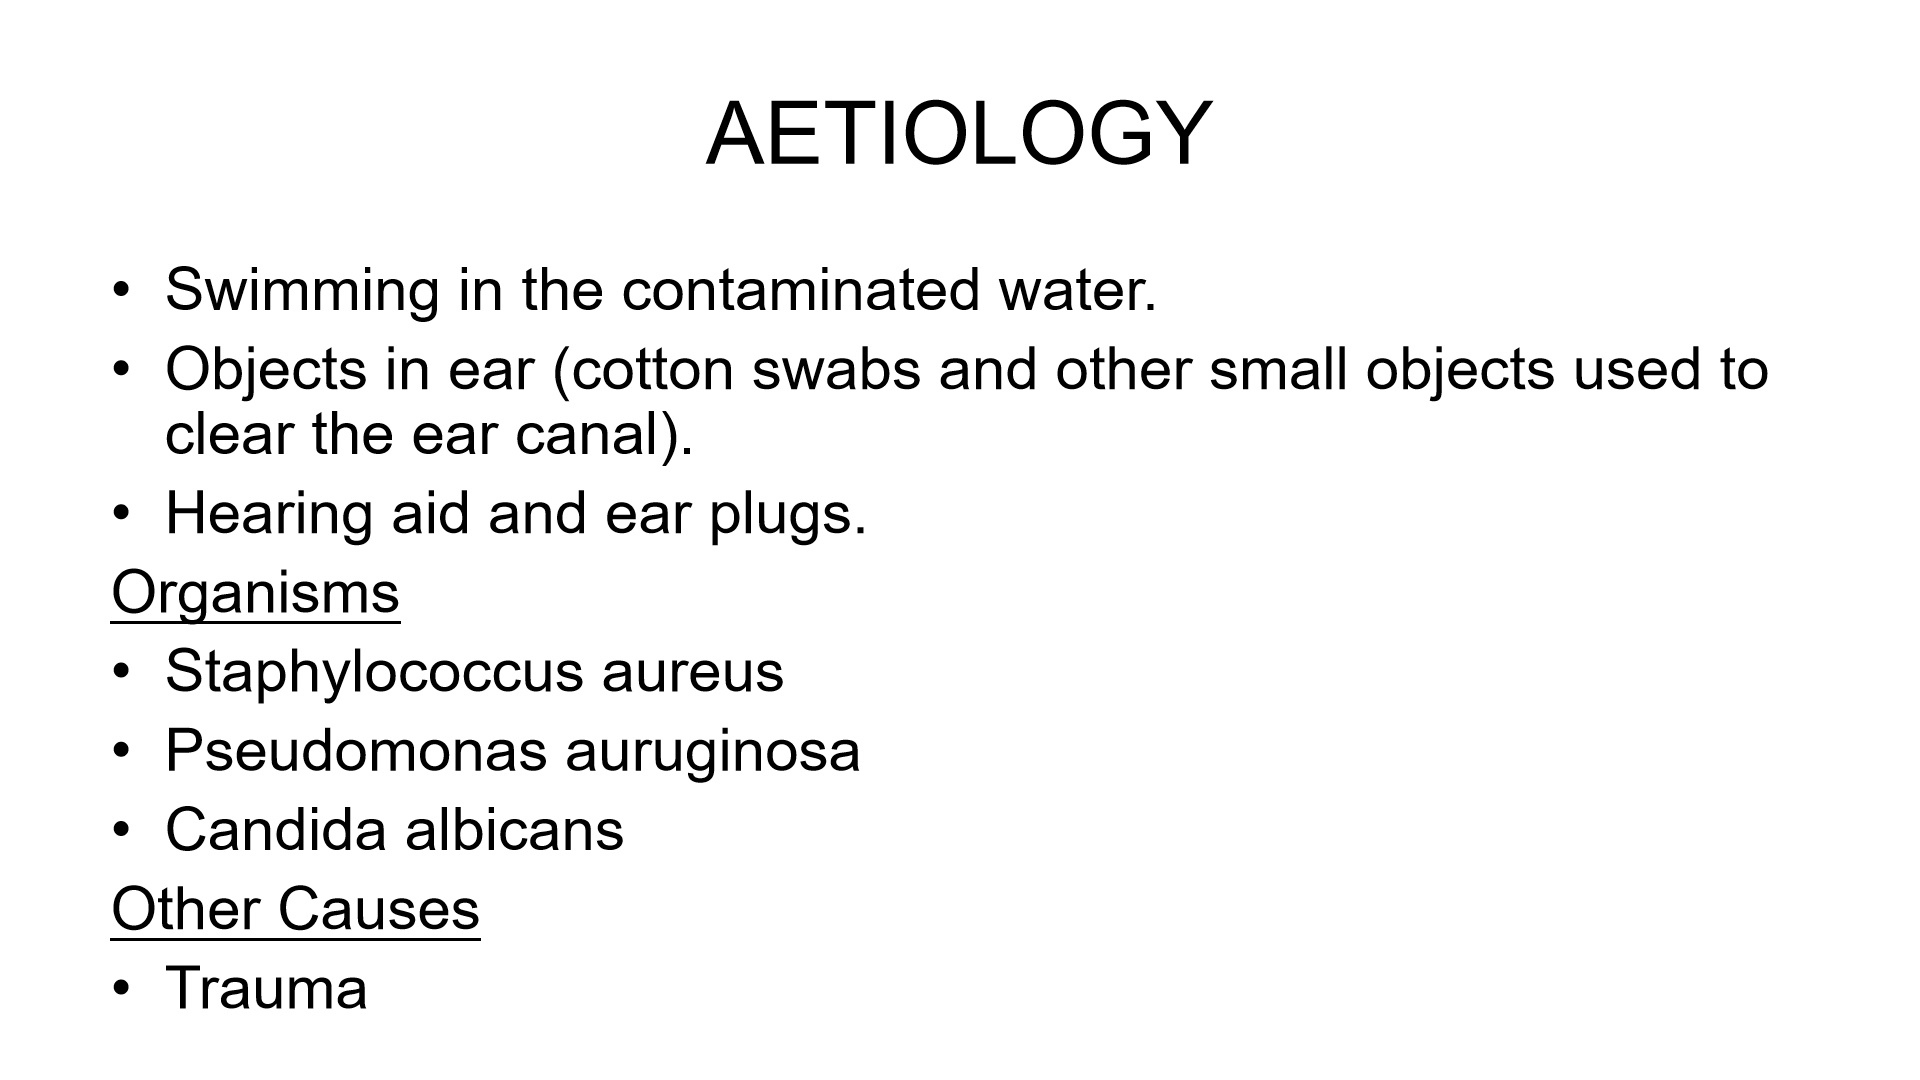 AETIOLOGY
• Swimming in the contaminated water.
• Objects in ear (cotton swabs and other small objects used to
clear the ear canal).
• Hearing aid and ear plugs.
Organisms
• Staphylococcus aureus
• Pseudomonas auruginosa
• Candida albicans
Other Causes
• Trauma